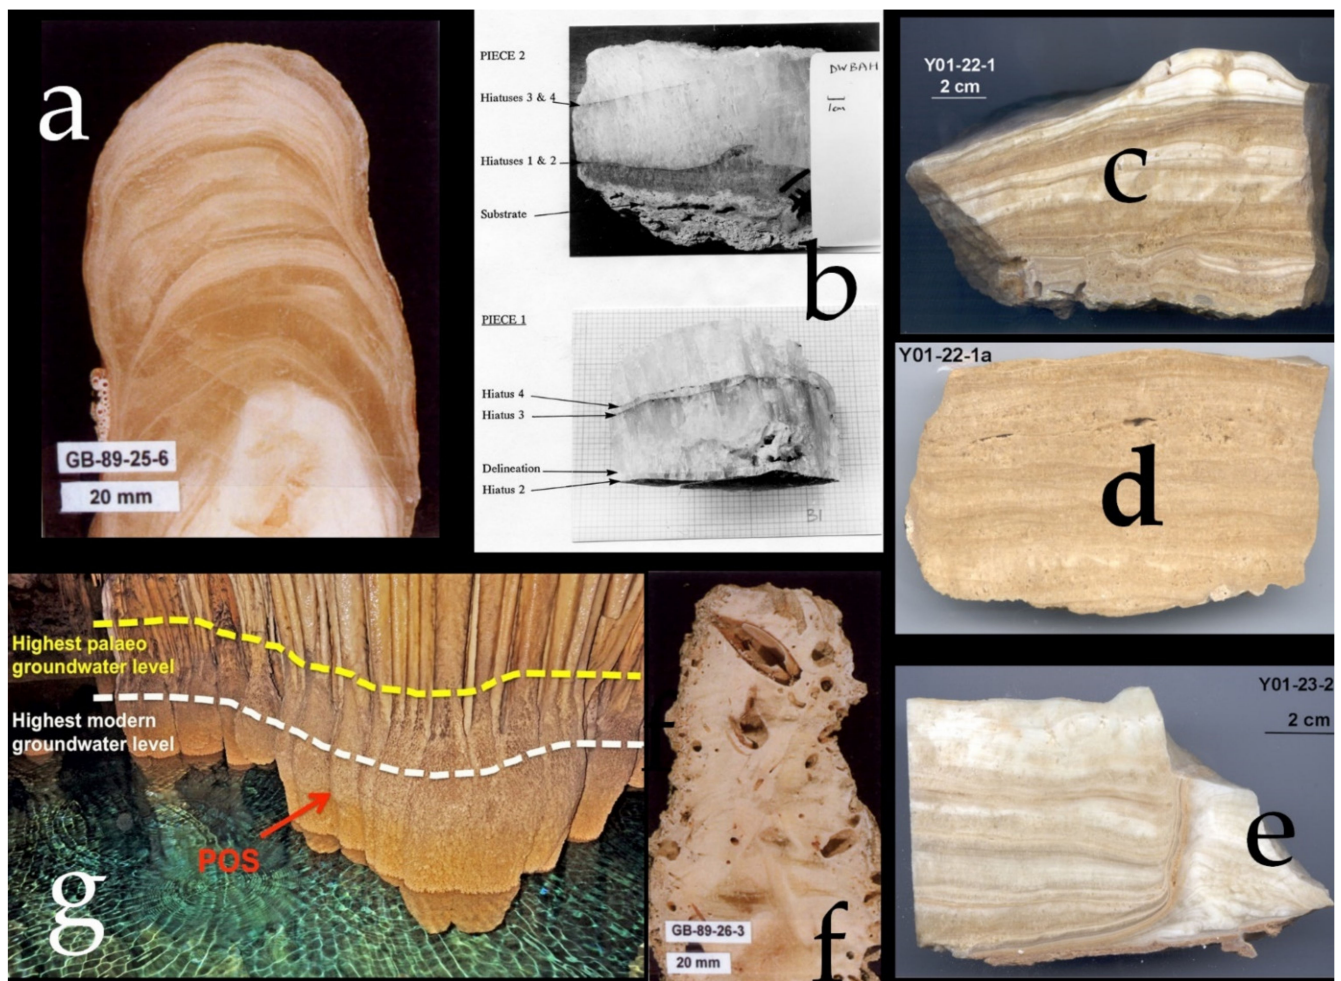 a
GB-89-25-6
20 mm
PIECE 2
Hiatuses 3 & 4
Hiatuses 1 & 2
Substrate
DWBAH
1cm
b
PIECE 1
Hiatus 4
Hiatus 3
Delineation
Hiatus 2
B1
Y01-22-1
2 cm
c
Y01-22-1a
d
Y01-23-2
2 cm
e
Highest palaeo
groundwater level
Highest modern
groundwater level
POS
g
GB-89-26-3
20 mm
f